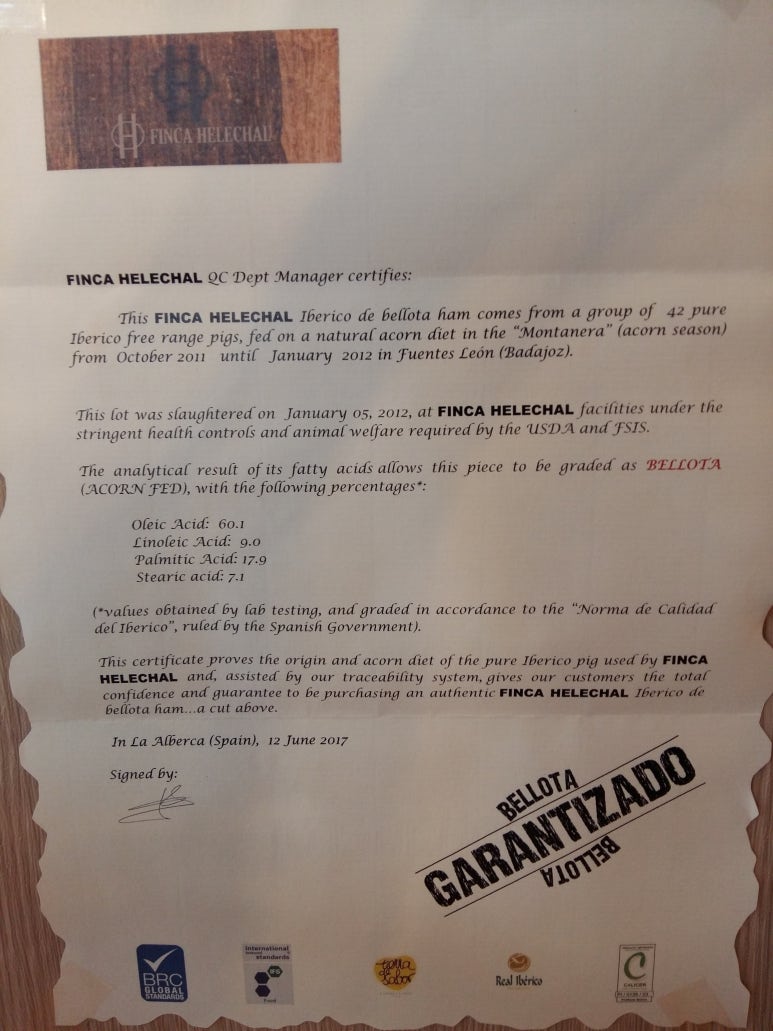 FINCA HELECHAL
FINCA HELECHAL QC Dept Manager certifies:
This FINCA HELECHAL Iberico de bellota ham comes from a group of 42 pure
Iberico free range pigs, fed on a natural acorn diet in the "Montanera" (acorn season)
from October 2011 until January 2012 in Fuentes León (Badajoz).
This lot was slaughtered on January 05, 2012, at FINCA HELECHAL facilities under the
stringent health controls and animal welfare required by the USDA and FSIS.
The analytical result of its fatty acids allows this piece to be graded as BELLOTA
(ACORN FED), with the following percentages*:
Oleic Acid: 60.1
Linoleic Acid: 9.0
Palmitic Acid: 17.9
Stearic acid: 7.1
(*values obtained by lab testing, and graded in accordance to the "Norma de Calidad
del Iberico", ruled by the Spanish Government).
This certificate proves the origin and acorn diet of the pure Iberico pig used by FINCA
HELECHAL and, assisted by our traceability system, gives our customers the total
confidence and guarantee to be purchasing an authentic FINCA HELECHAL Iberico de
bellota ham...a cut above.
In La Alberca (Spain), 12 June 2017
Signed by:
BELLOTA
GARANTIZADO
BELLOTA
BRC
GLOBAL
STANDARDS
International
standards
IFS
Food
tierra
de
sabor
Real Ibérico
CALICER